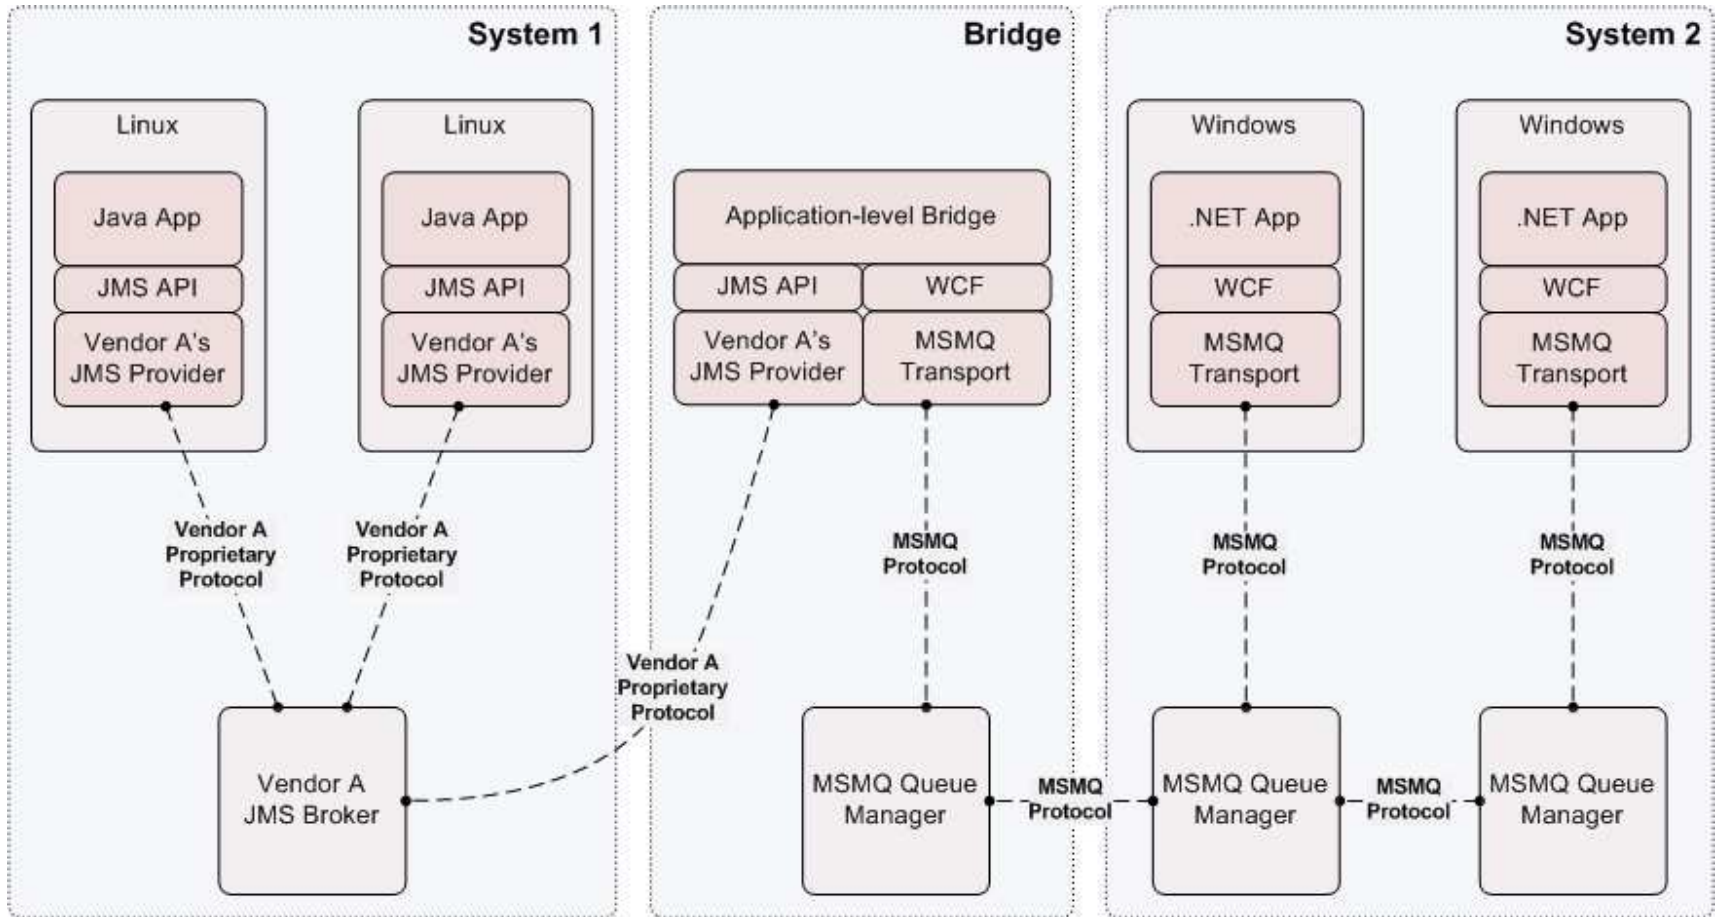 System 1
Linux
Java App
JMS API
Vendor A's
JMS Provider
Linux
Java App
JMS API
Vendor A's
JMS Provider
Vendor A
Proprietary
Protocol
Vendor A
Proprietary
Protocol
Vendor A
JMS Broker
Vendor A
Proprietary
Protocol
Bridge
Application-level Bridge
JMS API
Vendor A's
JMS Provider
WCF
MSMQ
Transport
MSMQ
Protocol
MSMQ Queue
Manager
MSMQ
Protocol
System 2
Windows
.NET App
WCF
MSMQ
Transport
MSMQ
Protocol
MSMQ Queue
Manager
MSMQ
Protocol
Windows
.NET App
WCF
MSMQ
Transport
MSMQ
Protocol
MSMQ Queue
Manager